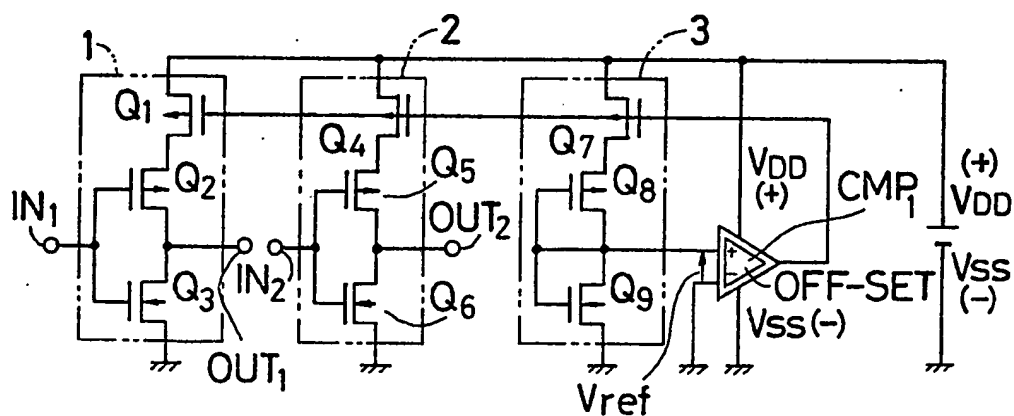 1
2
3
Q1
Q4
Q7
Q2
Q5
Q8
VDD
(+)
CMP1
(+)
VDD
IN1
OUT2
IN2
+
−
OFF-SET
Q3
Q6
Q9
VSS(-)
VSS
(-)
OUT1
Vref